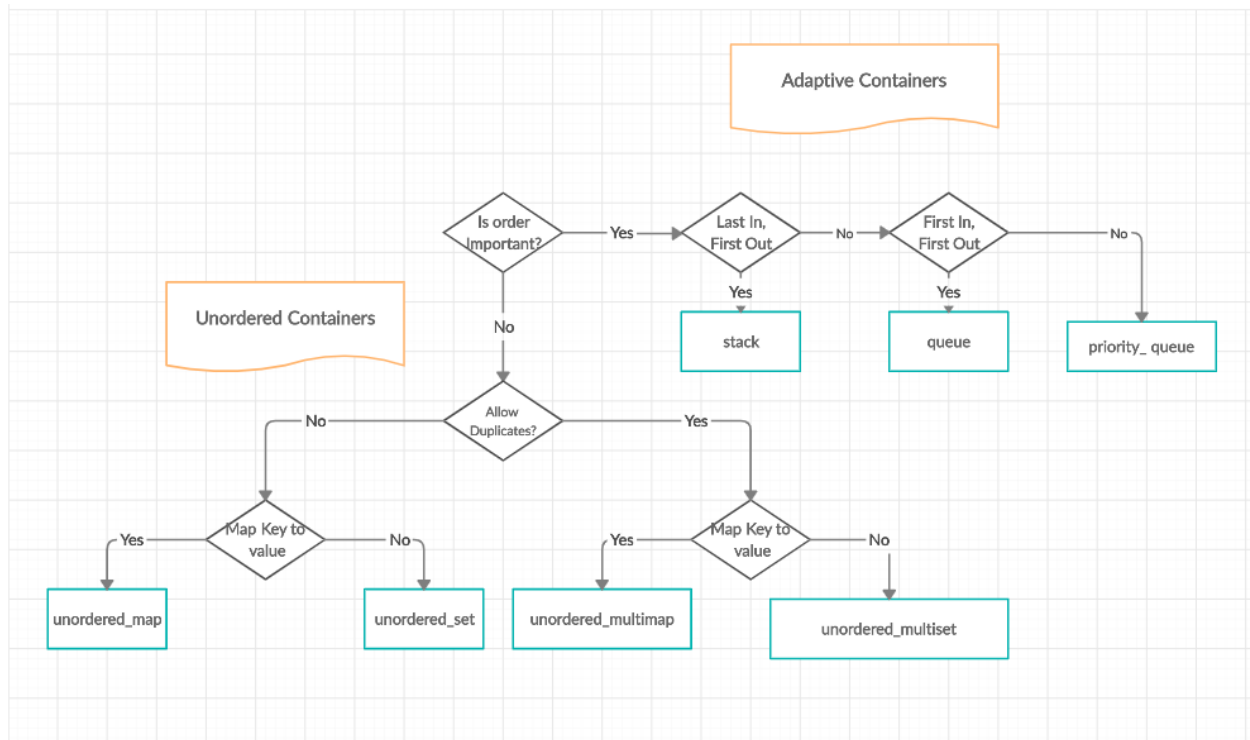 Adaptive Containers
Is order
Important?
Yes
Last In,
First Out
No
First In,
First Out
No
Yes
Yes
stack
queue
priority_ queue
Unordered Containers
No
Allow
Duplicates?
No
Yes
Map Key to
value
Yes
No
Map Key to
value
Yes
No
unordered_map
unordered_set
unordered_multimap
unordered_multiset